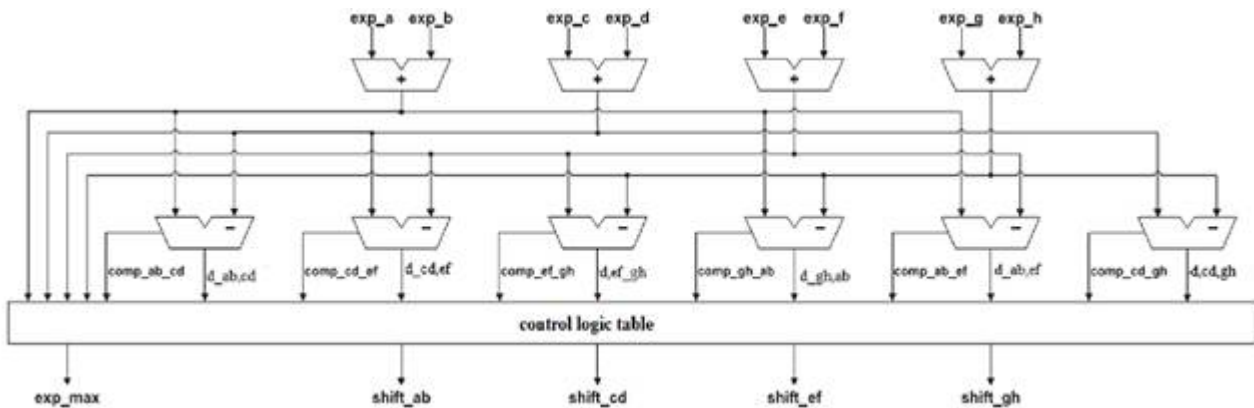 exp_a exp_b exp_c exp_d exp_e exp_f exp_g exp_h
+ + + +
- - - - - -
comp_ab_cd d_ab,cd comp_cd_ef d_cd,ef comp_ef_gh d,ef_gh comp_gh_ab d_gh,ab comp_ab_ef d_ab,ef comp_cd_gh d,cd,gh
control logic table
exp_max shift_ab shift_cd shift_ef shift_gh